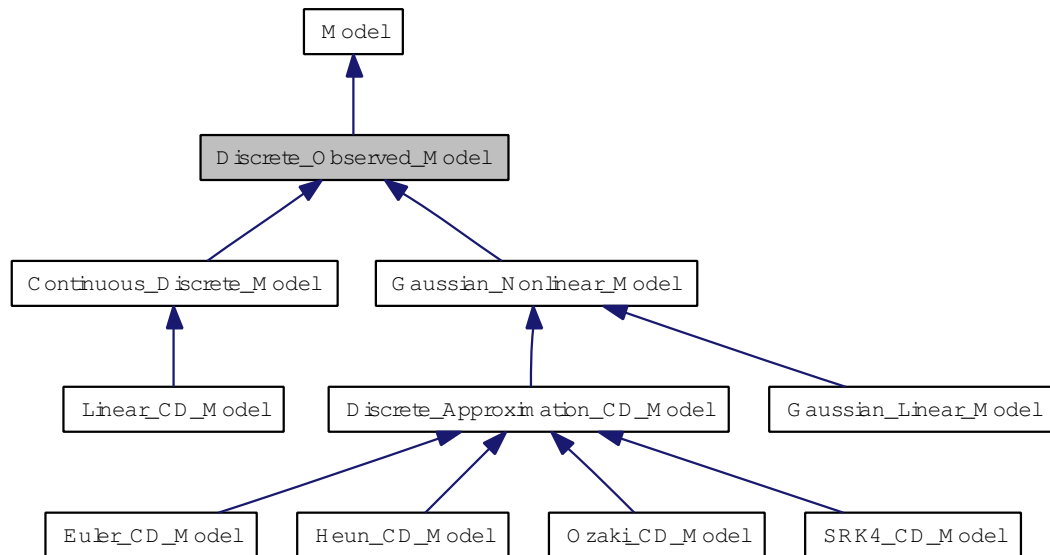 Model
Discrete_Observed_Model
Continuous_Discrete_Model
Gaussian_Nonlinear_Model
Linear_CD_Model
Discrete_Approximation_CD_Model
Gaussian_Linear_Model
Euler_CD_Model
Heun_CD_Model
Ozaki_CD_Model
SRK4_CD_Model